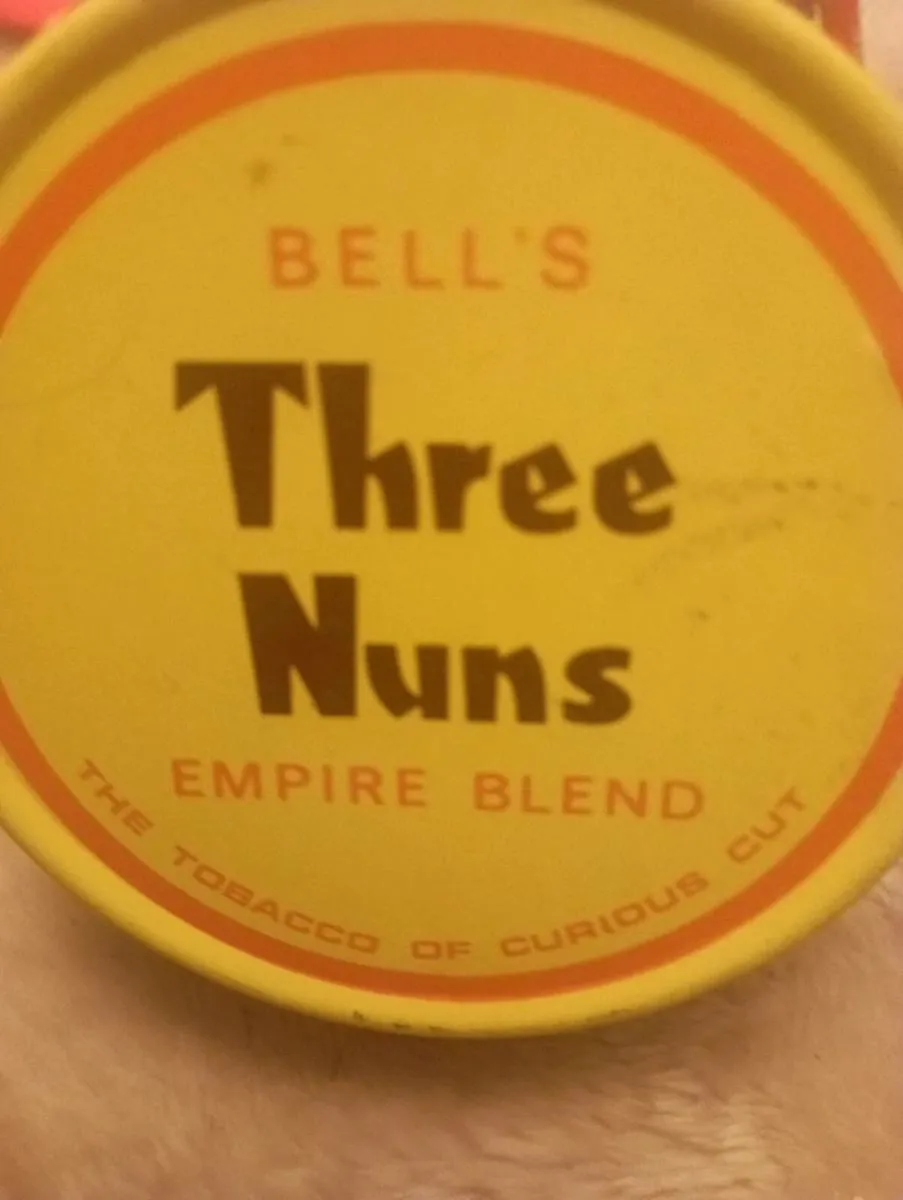 BELL'S
Three
Nuns
EMPIRE BLEND
THE TOBACCO OF CURIOUS CUT